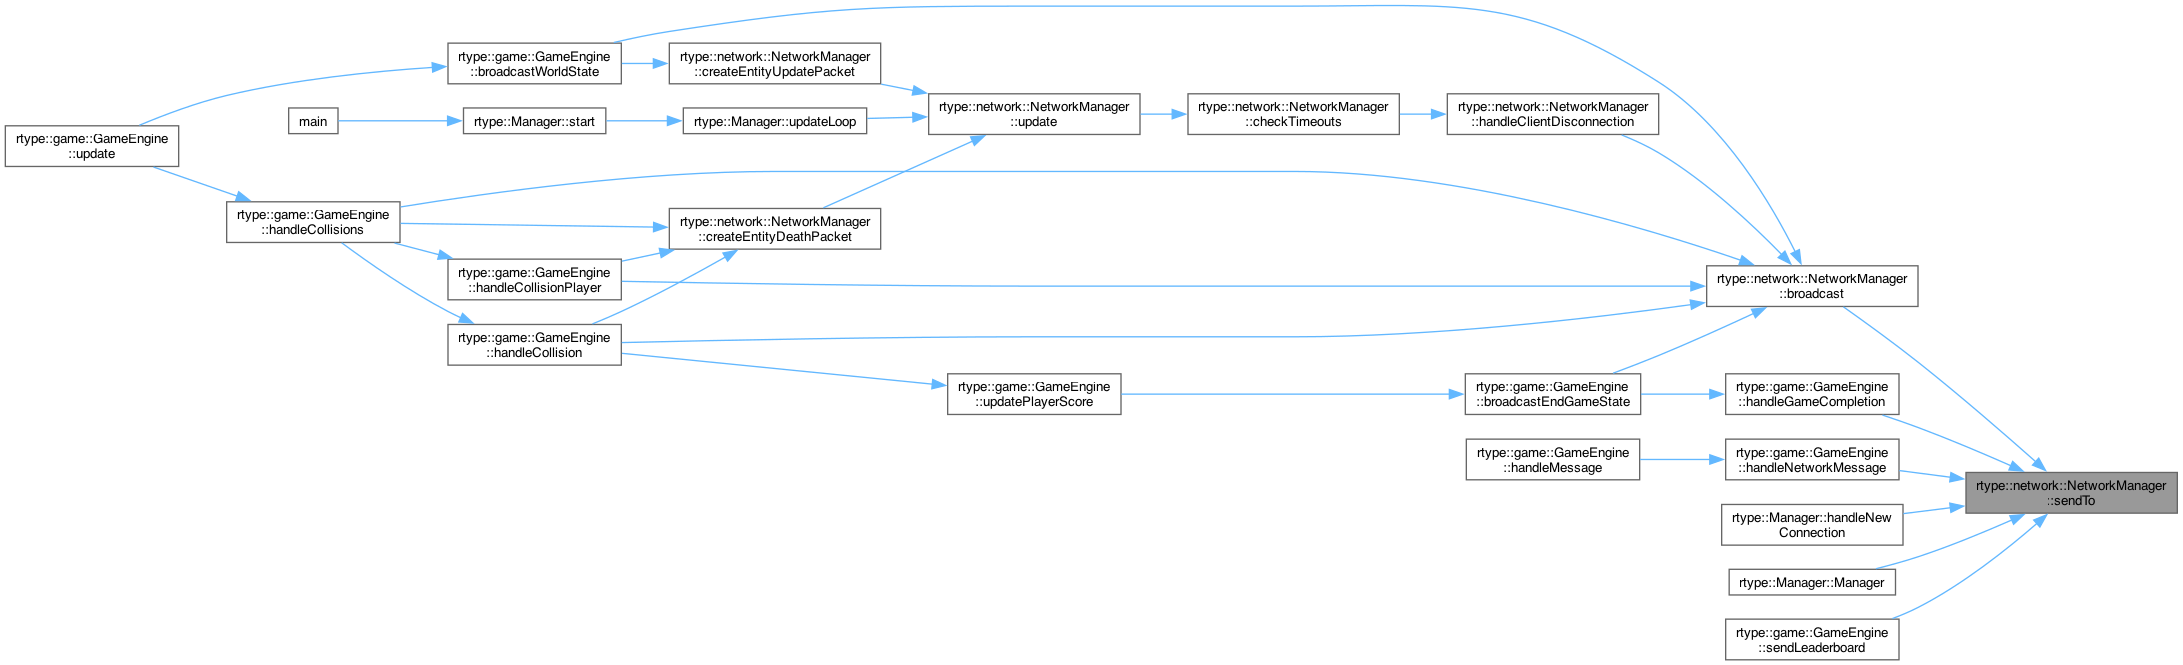 rtype::game::GameEngine
::broadcastWorldState
rtype::network::NetworkManager
::createEntityUpdatePacket
main
rtype::Manager::start
rtype::Manager::updateLoop
rtype::network::NetworkManager
::update
rtype::network::NetworkManager
::checkTimeouts
rtype::network::NetworkManager
::handleClientDisconnection
rtype::game::GameEngine
::update
rtype::game::GameEngine
::handleCollisions
rtype::network::NetworkManager
::createEntityDeathPacket
rtype::game::GameEngine
::handleCollisionPlayer
rtype::network::NetworkManager
::broadcast
rtype::game::GameEngine
::handleCollision
rtype::game::GameEngine
::updatePlayerScore
rtype::game::GameEngine
::broadcastEndGameState
rtype::game::GameEngine
::handleGameCompletion
rtype::game::GameEngine
::handleMessage
rtype::game::GameEngine
::handleNetworkMessage
rtype::network::NetworkManager
::sendTo
rtype::Manager::handleNew
Connection
rtype::Manager::Manager
rtype::game::GameEngine
::sendLeaderboard